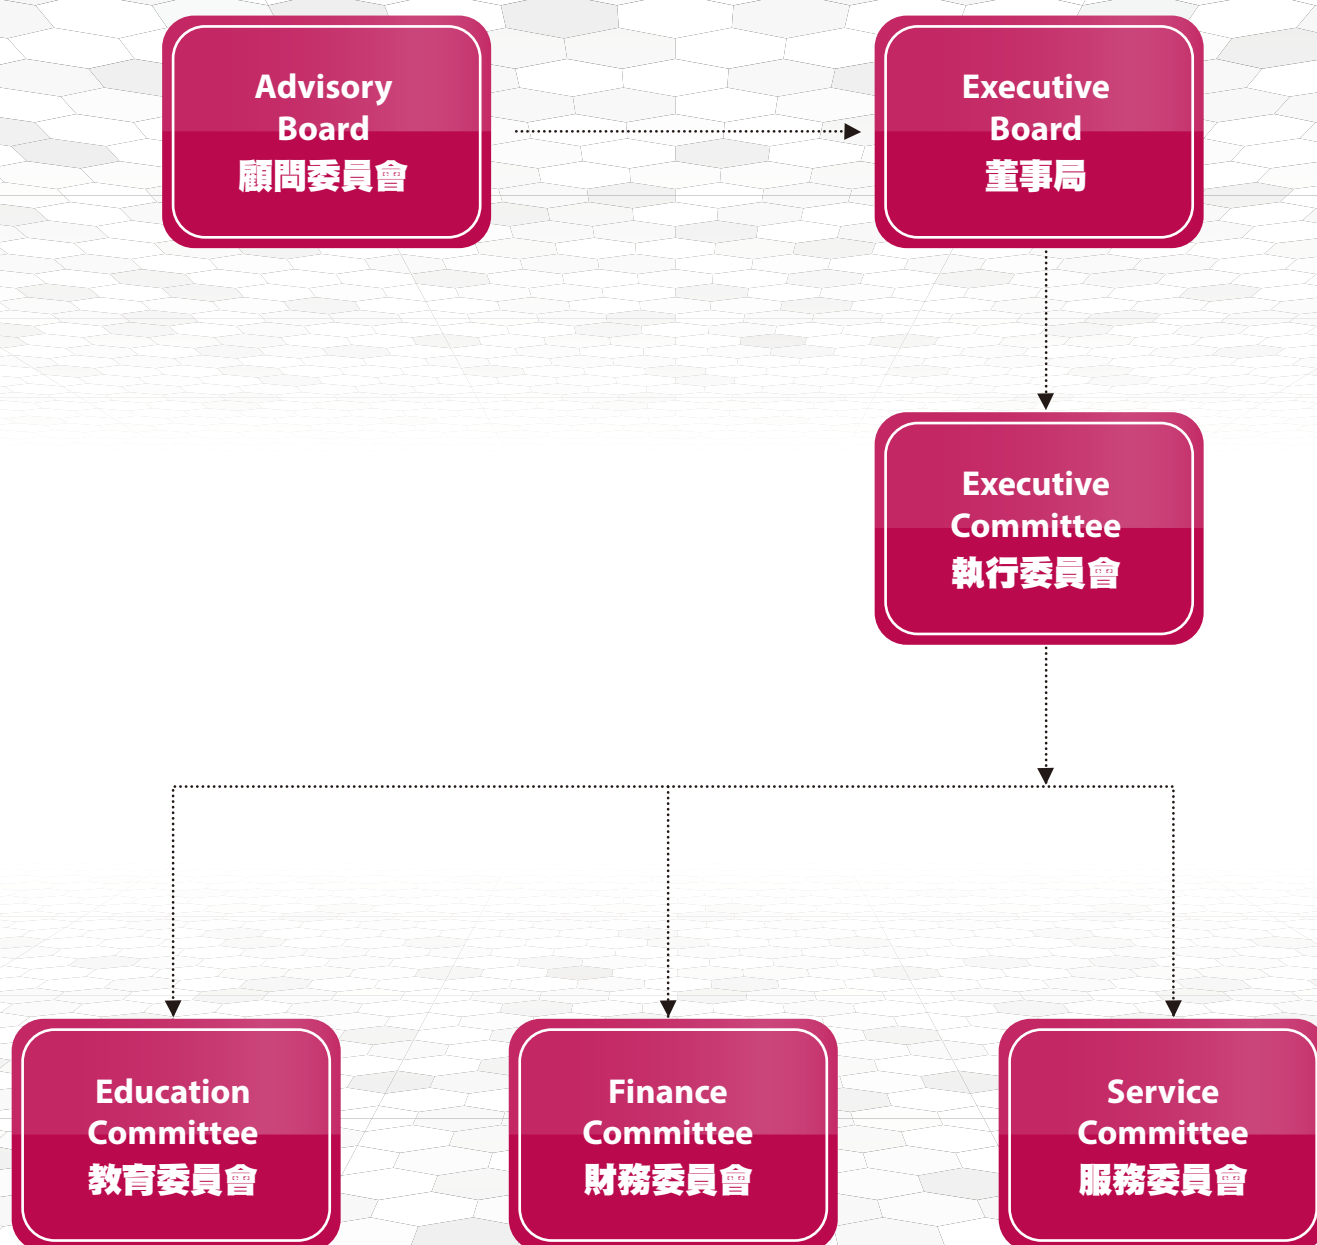 Advisory
Board
顧問委員會
Executive
Board
董事局
Executive
Committee
執行委員會
Education
Committee
教育委員會
Finance
Committee
財務委員會
Service
Committee
服務委員會